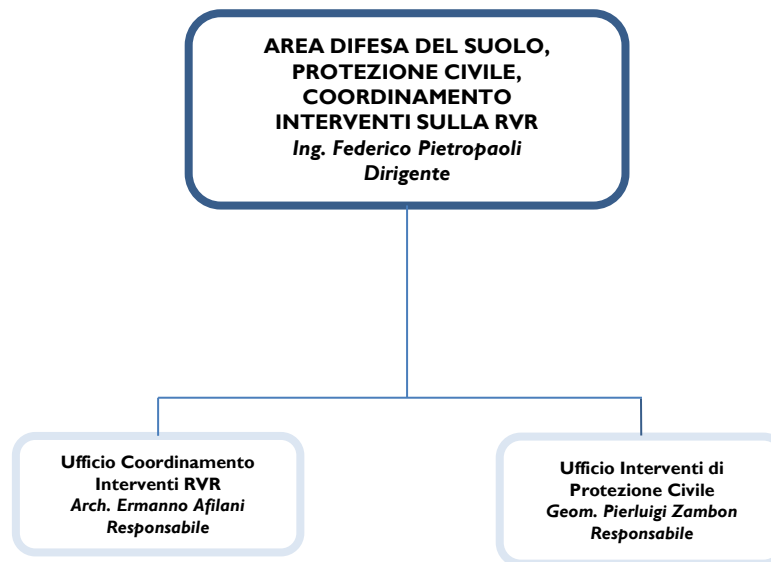 AREA DIFESA DEL SUOLO,
PROTEZIONE CIVILE,
COORDINAMENTO
INTERVENTI SULLA RVR
Ing. Federico Pietropaoli
Dirigente
Ufficio Coordinamento
Interventi RVR
Arch. Ermanno Afilani
Responsabile
Ufficio Interventi di
Protezione Civile
Geom. Pierluigi Zambon
Responsabile